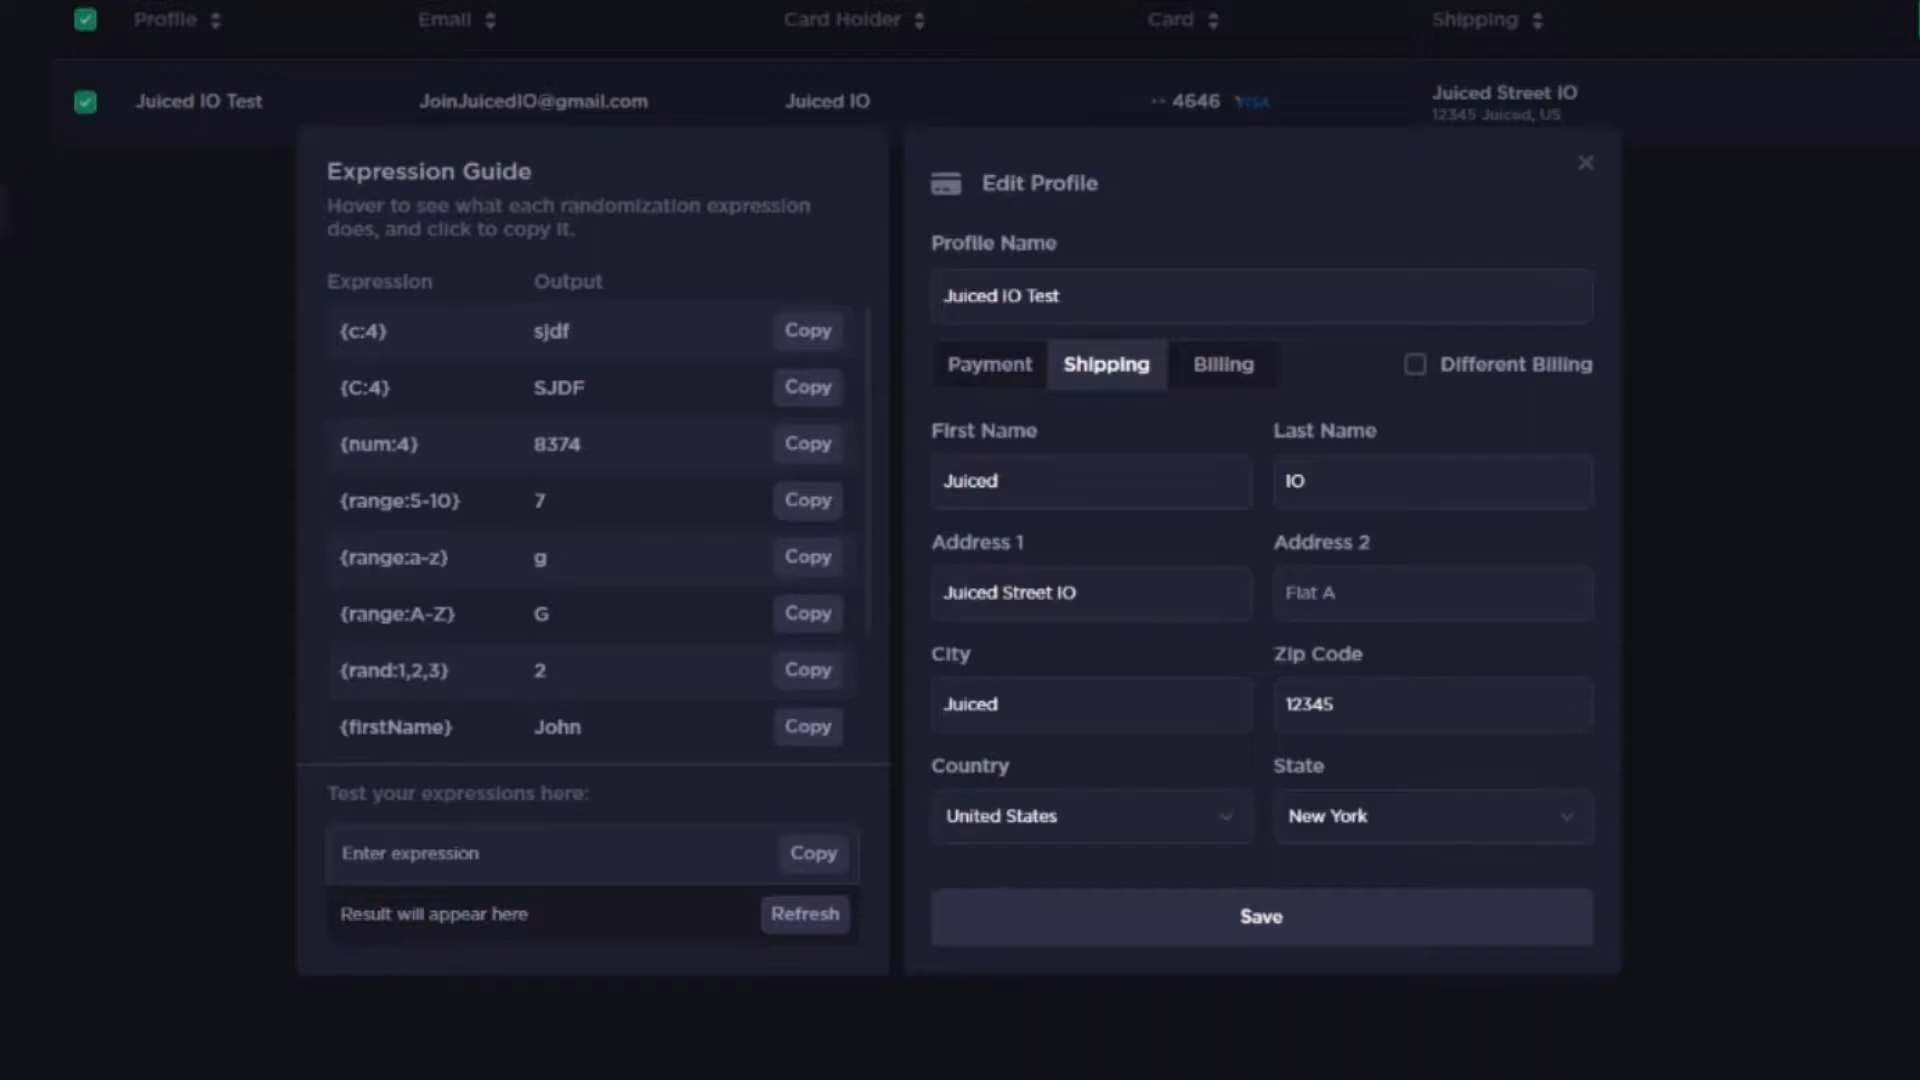 Profile Email Card Holder Card Shipping
Juiced IO Test JoinJuicedIO@gmail.com Juiced IO •• 4646 VISA Juiced Street IO
12345 Juiced, US
Expression Guide
Hover to see what each randomization expression
does, and click to copy it.
Expression Output
{c:4} sjdf Copy
{C:4} SJDF Copy
{num:4} 8374 Copy
{range:5-10} 7 Copy
{range:a-z} g Copy
{range:A-Z} G Copy
{rand:1,2,3} 2 Copy
{firstName} John Copy
Test your expressions here:
Enter expression Copy
Result will appear here Refresh
Edit Profile
Profile Name
Juiced IO Test
Payment Shipping Billing Different Billing
First Name Last Name
Juiced IO
Address 1 Address 2
Juiced Street IO Flat A
City Zip Code
Juiced 12345
Country State
United States New York
Save